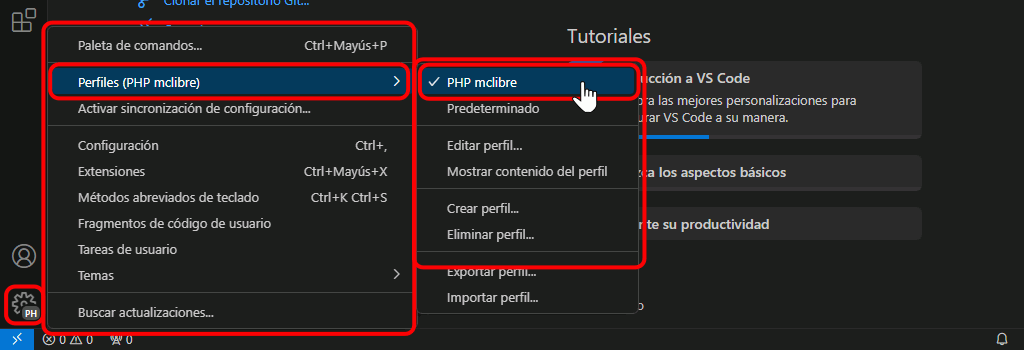 Clonar el repositorio Git...
Tutoriales
Paleta de comandos... Ctrl+Mayús+P
Perfiles (PHP mclibre)
Activar sincronización de configuración...
Configuración Ctrl+,
Extensiones Ctrl+Mayús+X
Métodos abreviados de teclado Ctrl+K Ctrl+S
Fragmentos de código de usuario
Tareas de usuario
Temas
Buscar actualizaciones...
PHP mclibre
Predeterminado
Editar perfil...
Mostrar contenido del perfil
Crear perfil...
Eliminar perfil...
Exportar perfil...
Importar perfil...
ucción a VS Code
ra las mejores personalizaciones para
urar VS Code a su manera.
zca los aspectos básicos
nte su productividad
o
PH
0 0 0